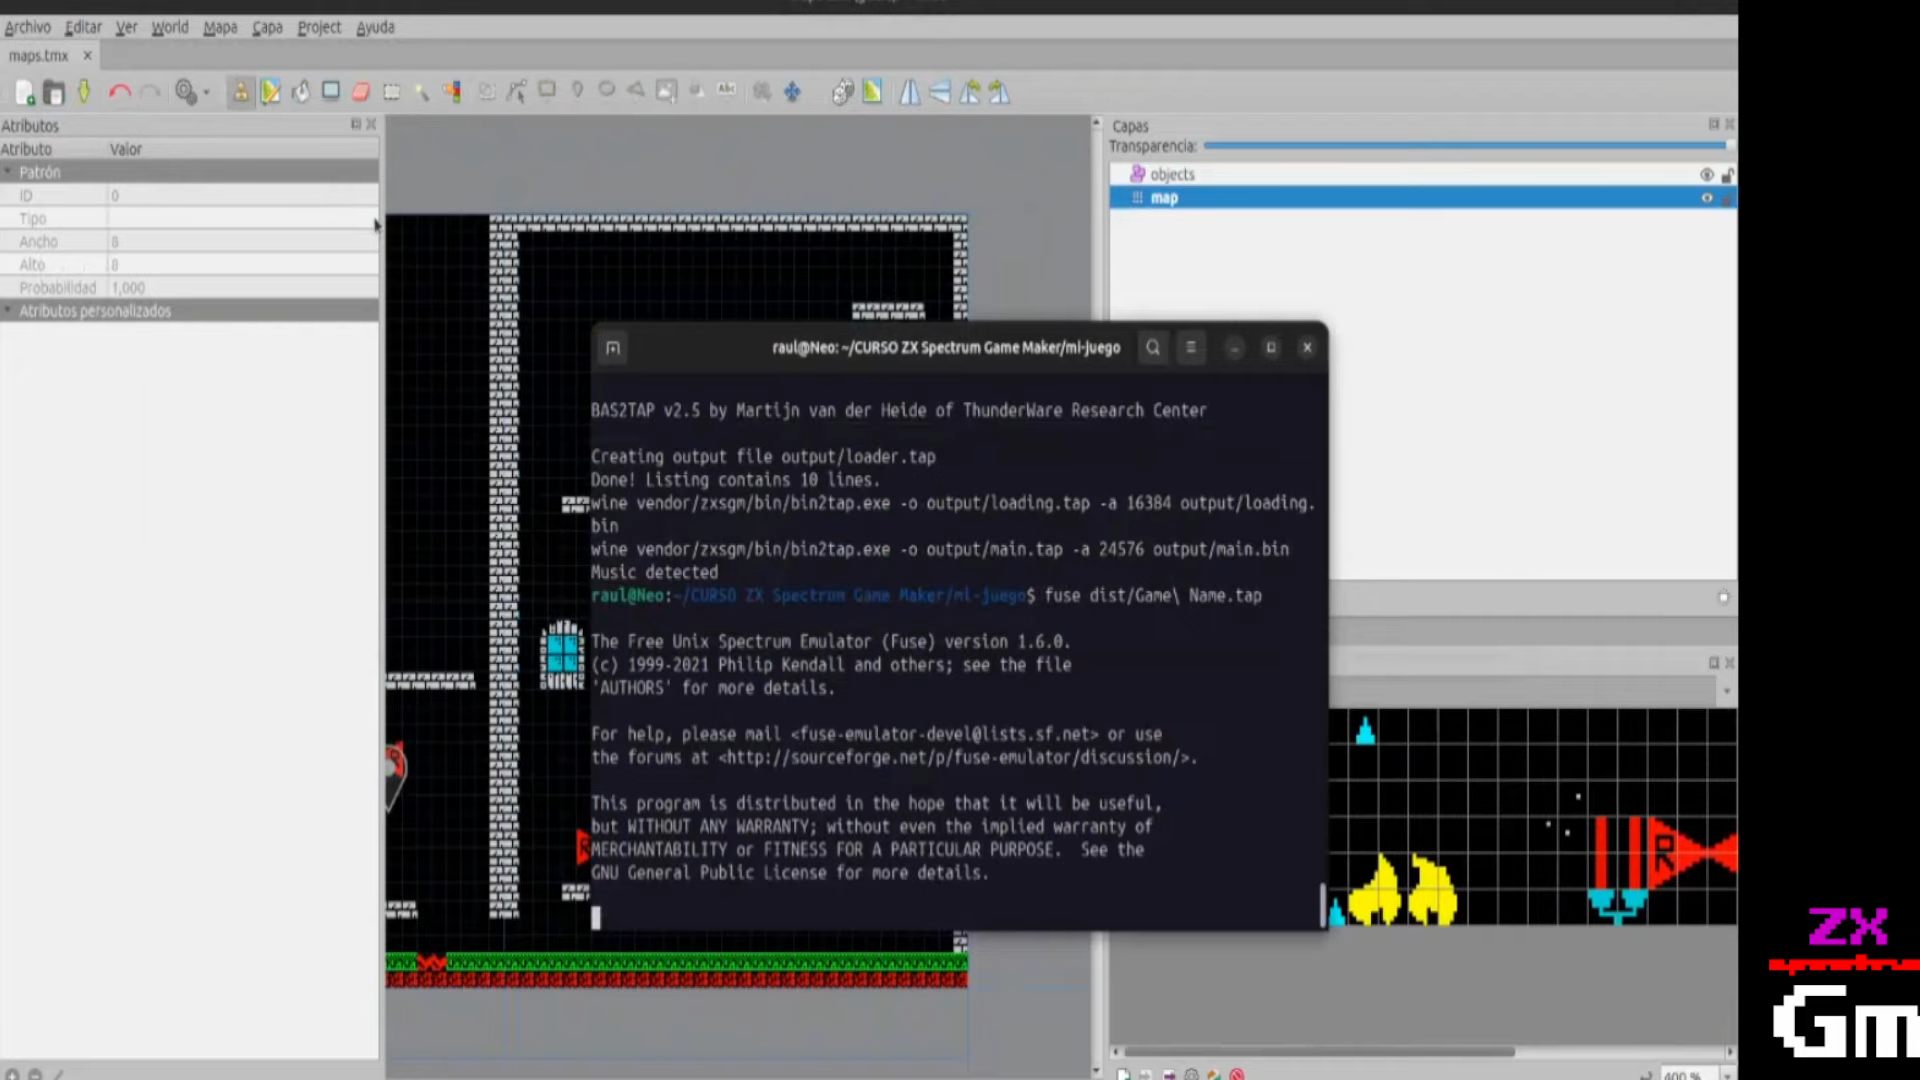 Archivo Editar Ver World Mapa Capa Project Ayuda
maps.tmx
Atributos
Atributo Valor
Patrón
ID 0
Tipo
Ancho 8
Alto 8
Probabilidad 1,000
Atributos personalizados
Abc
Capas
Transparencia:
objects
map
raul@Neo: ~/CURSO ZX Spectrum Game Maker/mi-juego
BAS2TAP v2.5 by Martijn van der Heide of ThunderWare Research Center
Creating output file output/loader.tap
Done! Listing contains 10 lines.
wine vendor/zxsgm/bin/bin2tap.exe -o output/loading.tap -a 16384 output/loading.
bin
wine vendor/zxsgm/bin/bin2tap.exe -o output/main.tap -a 24576 output/main.bin
Music detected
raul@Neo:~/CURSO ZX Spectrum Game Maker/mi-juego$ fuse dist/Game\ Name.tap
The Free Unix Spectrum Emulator (Fuse) version 1.6.0.
(c) 1999-2021 Philip Kendall and others; see the file
'AUTHORS' for more details.
For help, please mail <fuse-emulator-devel@lists.sf.net> or use
the forums at <http://sourceforge.net/p/fuse-emulator/discussion/>.
This program is distributed in the hope that it will be useful,
but WITHOUT ANY WARRANTY; without even the implied warranty of
MERCHANTABILITY or FITNESS FOR A PARTICULAR PURPOSE. See the
GNU General Public License for more details.
R
400 %
ZX
Gm